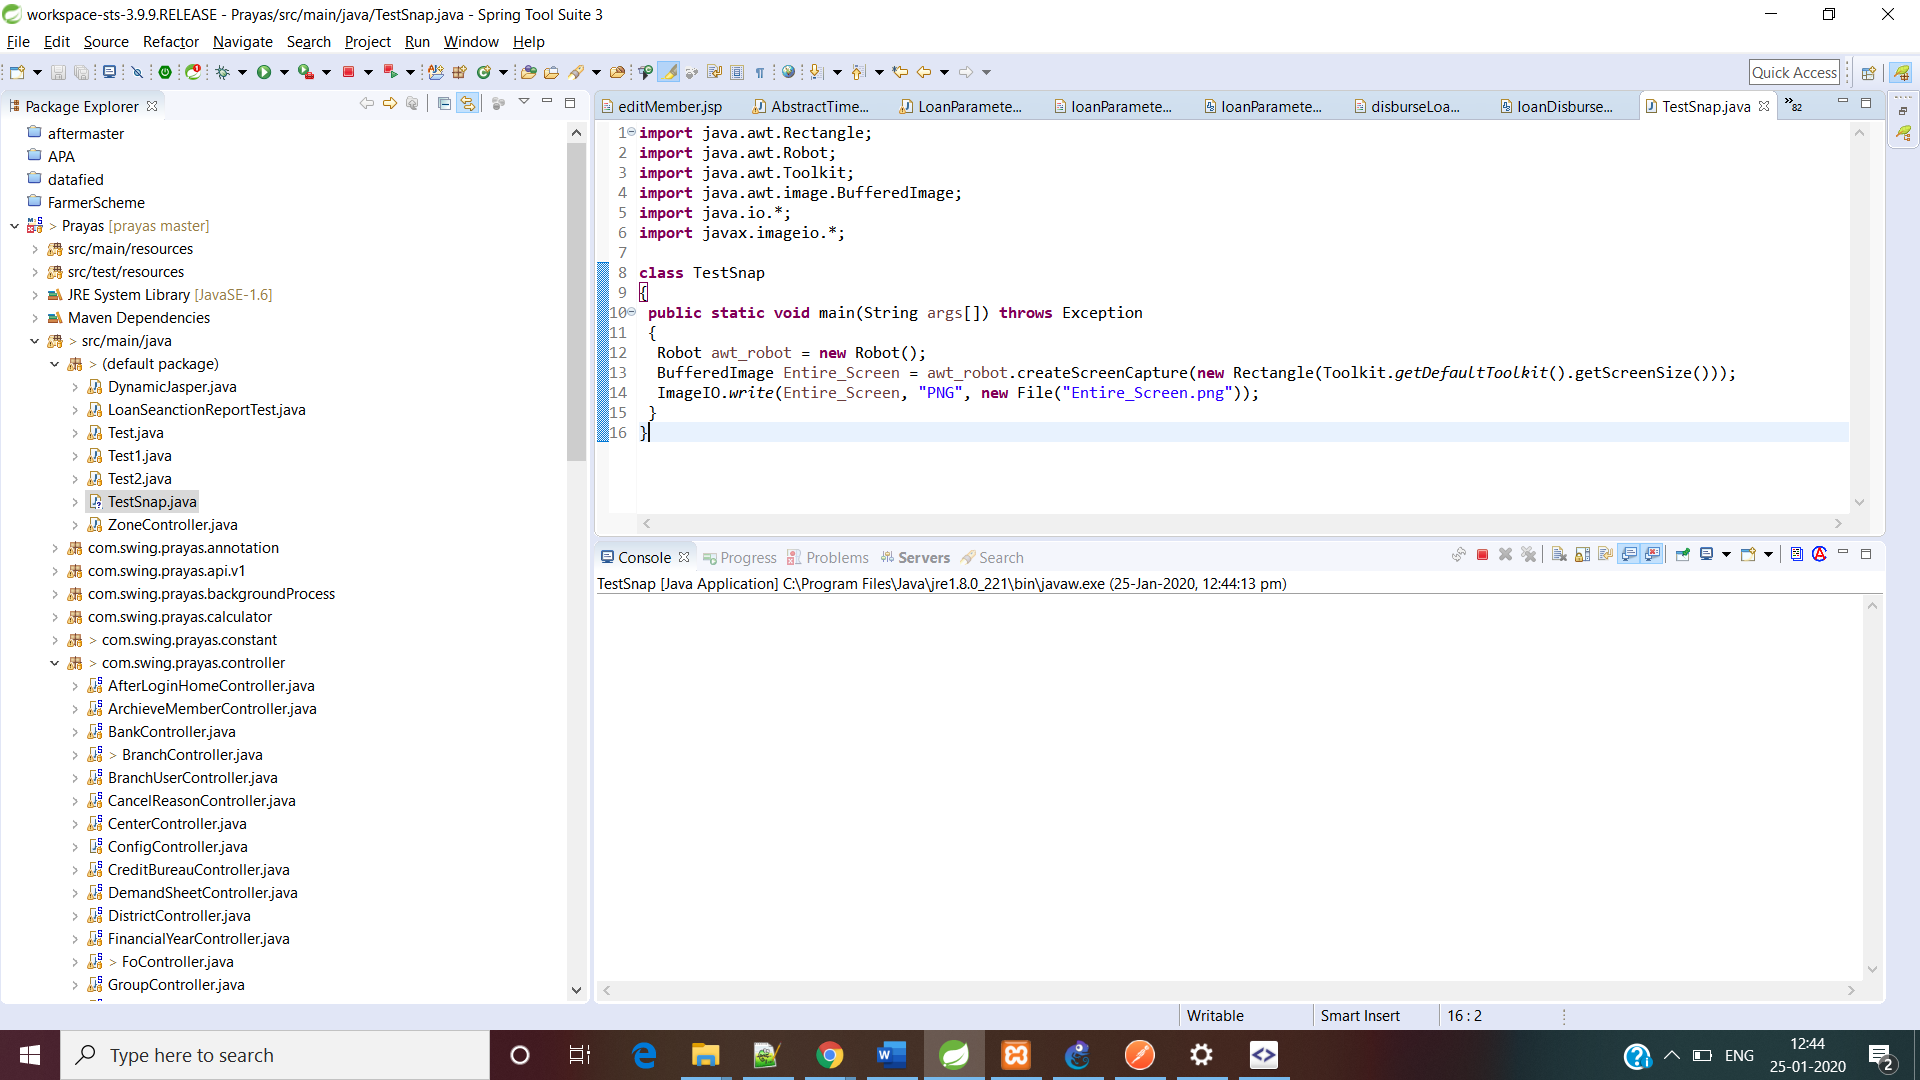 workspace-sts-3.9.9.RELEASE - Prayas/src/main/java/TestSnap.java - Spring Tool Suite 3
File Edit Source Refactor Navigate Search Project Run Window Help
Quick Access
Package Explorer
aftermaster
APA
datafied
FarmerScheme
> Prayas [prayas master]
src/main/resources
src/test/resources
JRE System Library [JavaSE-1.6]
Maven Dependencies
> src/main/java
> (default package)
DynamicJasper.java
LoanSeanctionReportTest.java
Test.java
Test1.java
Test2.java
TestSnap.java
ZoneController.java
com.swing.prayas.annotation
com.swing.prayas.api.v1
com.swing.prayas.backgroundProcess
com.swing.prayas.calculator
> com.swing.prayas.constant
> com.swing.prayas.controller
AfterLoginHomeController.java
ArchieveMemberController.java
BankController.java
> BranchController.java
BranchUserController.java
CancelReasonController.java
CenterController.java
ConfigController.java
CreditBureauController.java
DemandSheetController.java
DistrictController.java
FinancialYearController.java
> FoController.java
GroupController.java
editMember.jsp AbstractTime... LoanParamete... loanParamete... loanParamete... disburseLoa... loanDisburse... TestSnap.java »82
1 import java.awt.Rectangle;
2 import java.awt.Robot;
3 import java.awt.Toolkit;
4 import java.awt.image.BufferedImage;
5 import java.io.*;
6 import javax.imageio.*;
7
8 class TestSnap
9 {
10 public static void main(String args[]) throws Exception
11 {
12 Robot awt_robot = new Robot();
13 BufferedImage Entire_Screen = awt_robot.createScreenCapture(new Rectangle(Toolkit.getDefaultToolkit().getScreenSize()));
14 ImageIO.write(Entire_Screen, "PNG", new File("Entire_Screen.png"));
15 }
16 }
Console Progress Problems Servers Search
TestSnap [Java Application] C:\Program Files\Java\jre1.8.0_221\bin\javaw.exe (25-Jan-2020, 12:44:13 pm)
Writable Smart Insert 16 : 2
Type here to search
ENG
12:44
25-01-2020
2